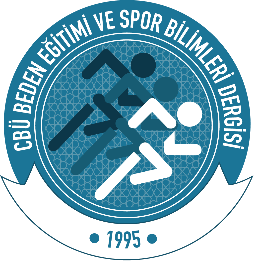 CBÜ BEDEN EĞİTİMİ VE SPOR BİLİMLERİ DERGİSİ
• 1995 •